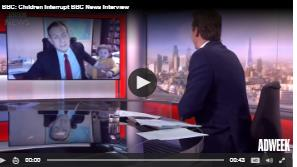 BBC: Children Interrupt BBC News Interview
ADWEEK
00:00
00:43